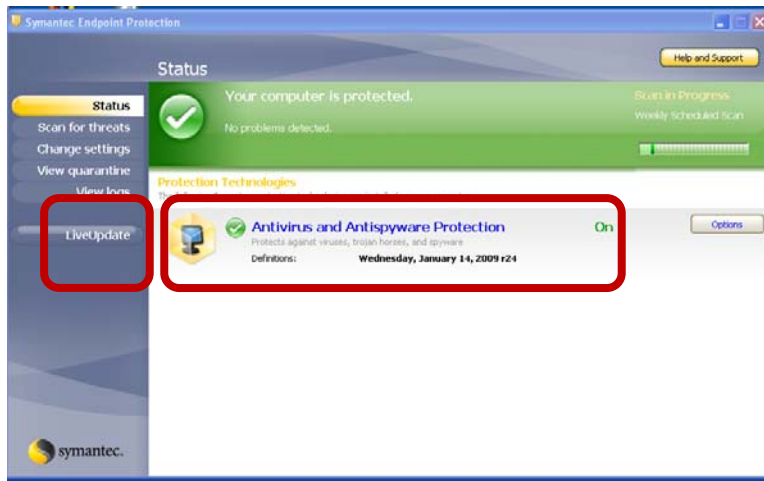 Symantec Endpoint Protection
Status
Help and Support
Status
Scan for threats
Change settings
View quarantine
View logs
LiveUpdate
Your computer is protected.
No problems detected.
Scan in Progress
Weekly Scheduled Scan
Protection Technologies
Antivirus and Antispyware Protection
On
Options
Protects against viruses, trojan horses, and spyware
Definitions: Wednesday, January 14, 2009 r24
symantec.